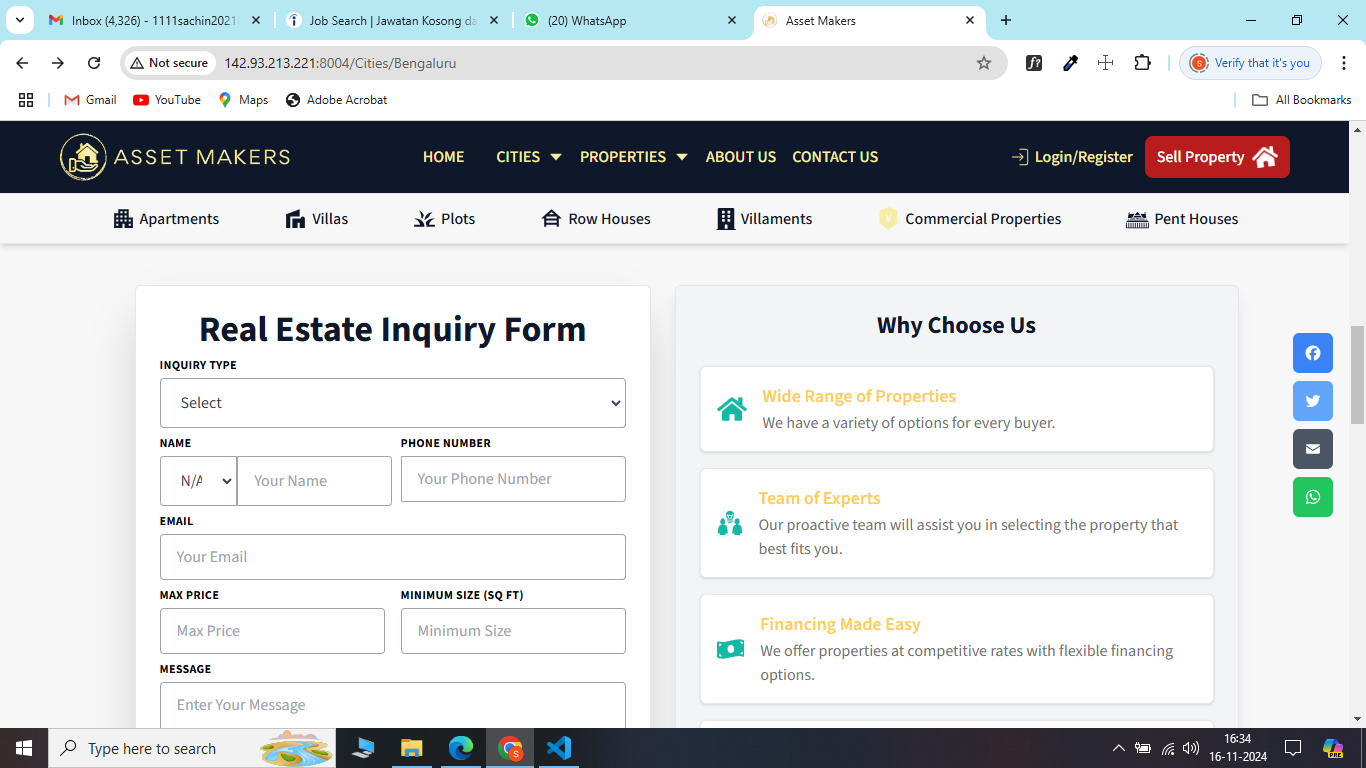 Inbox (4,326) - 1111sachin2021
Job Search | Jawatan Kosong da
(20) WhatsApp
Asset Makers
Not secure
142.93.213.221:8004/Cities/Bengaluru
Verify that it's you
Gmail
YouTube
Maps
Adobe Acrobat
All Bookmarks
ASSET MAKERS
HOME
CITIES
PROPERTIES
ABOUT US
CONTACT US
Login/Register
Sell Property
Apartments
Villas
Plots
Row Houses
Villaments
Commercial Properties
Pent Houses
Real Estate Inquiry Form
INQUIRY TYPE
Select
NAME
PHONE NUMBER
N/A
Your Name
Your Phone Number
EMAIL
Your Email
MAX PRICE
MINIMUM SIZE (SQ FT)
Max Price
Minimum Size
MESSAGE
Enter Your Message
Why Choose Us
Wide Range of Properties
We have a variety of options for every buyer.
Team of Experts
Our proactive team will assist you in selecting the property that
best fits you.
Financing Made Easy
We offer properties at competitive rates with flexible financing
options.
Type here to search
16:34
16-11-2024